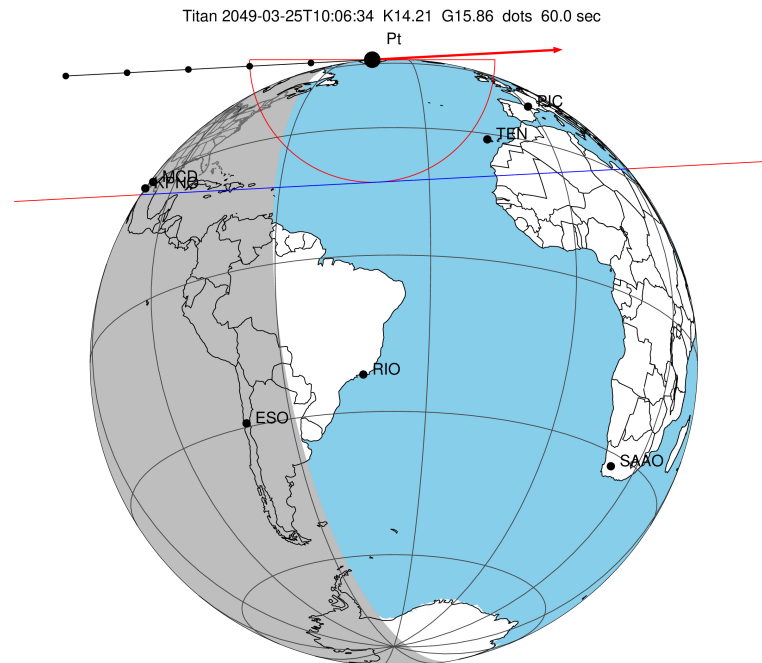 Titan 2049-03-25T10:06:34 K14.21 G15.86 dots 60.0 sec
Pt
PIC
TEN
MCD
KPNO
RIO
ESO
SAAO